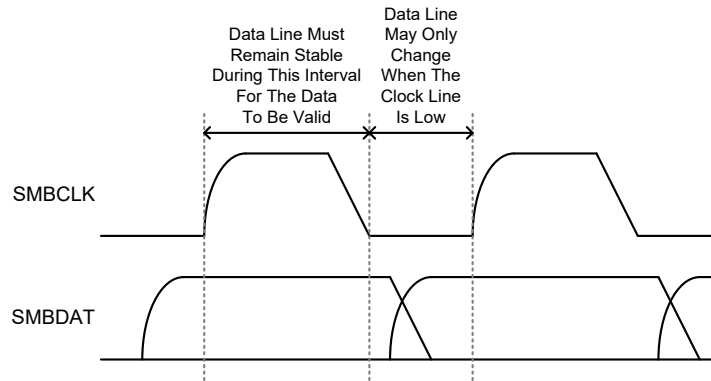 Data Line Must
Remain Stable
During This Interval
For The Data
To Be Valid
Data Line
May Only
Change
When The
Clock Line
Is Low
SMBCLK
SMBDAT